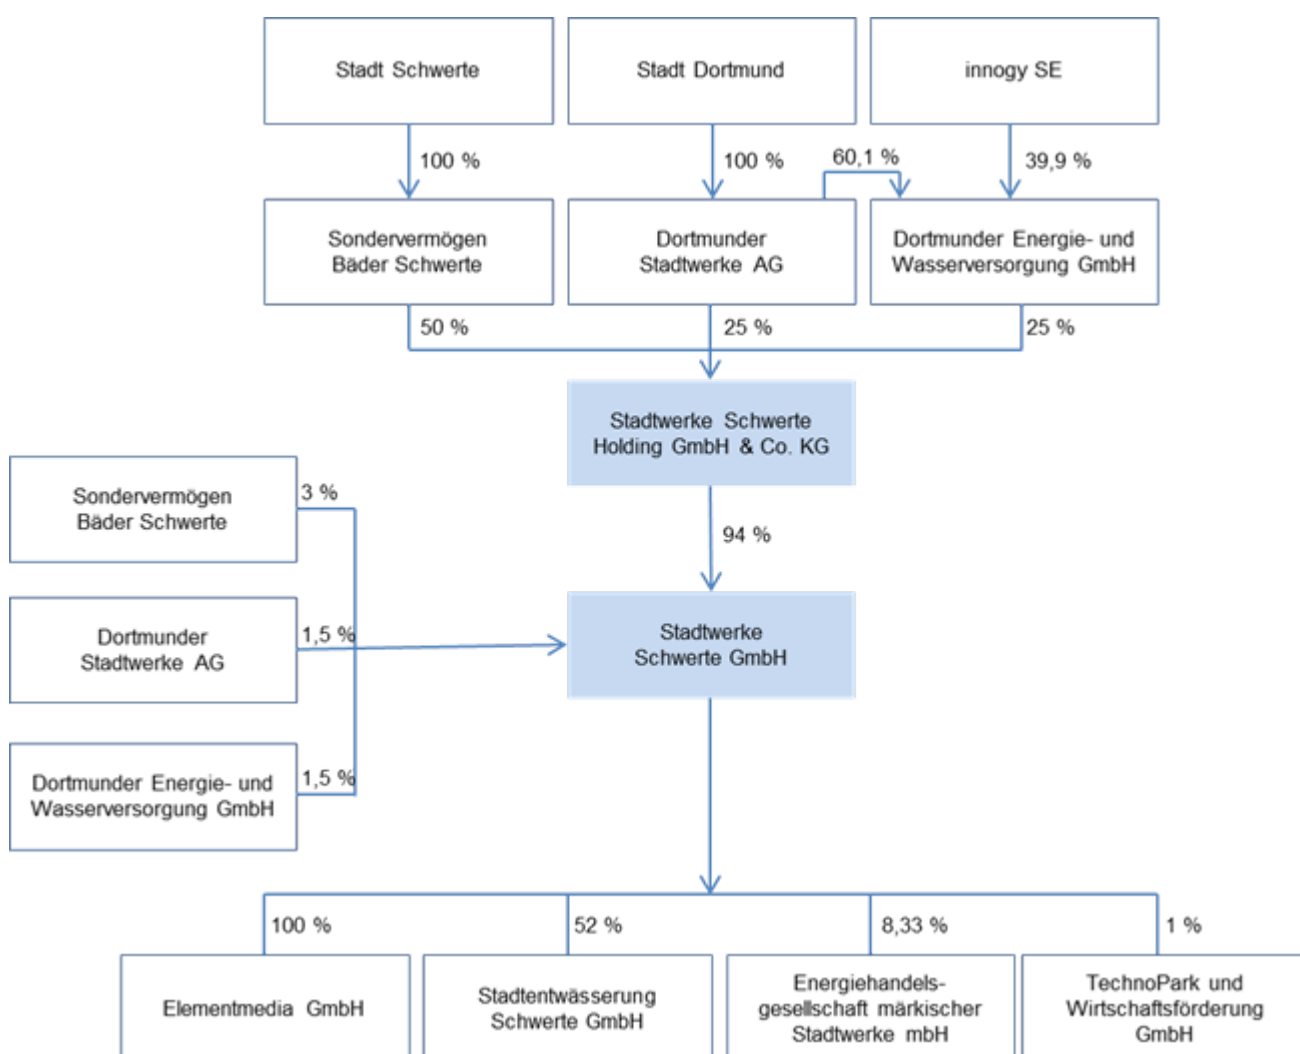 Stadt Schwerte
Stadt Dortmund
innogy SE
100 %
100 %
60,1 %
39,9 %
Sondervermögen
Bäder Schwerte
Dortmunder
Stadtwerke AG
Dortmunder Energie- und
Wasserversorgung GmbH
50 %
25 %
25 %
Stadtwerke Schwerte
Holding GmbH & Co. KG
94 %
Sondervermögen
Bäder Schwerte
3 %
Dortmunder
Stadtwerke AG
1,5 %
Dortmunder Energie- und
Wasserversorgung GmbH
1,5 %
Stadtwerke
Schwerte GmbH
100 %
52 %
8,33 %
1 %
Elementmedia GmbH
Stadtentwässerung
Schwerte GmbH
Energiehandels-
gesellschaft märkischer
Stadtwerke mbH
TechnoPark und
Wirtschaftsförderung
GmbH